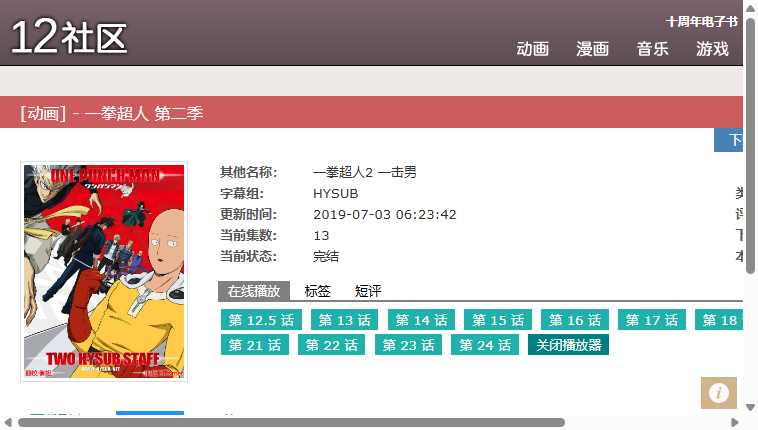 12社区
十周年电子书
动画 漫画 音乐 游戏
[动画] - 一拳超人 第二季
ONE PUNCH MAN
ワンパンマン
TWO HYSUB STAFF
其他名称: 一拳超人2 一击男
字幕组: HYSUB
更新时间: 2019-07-03 06:23:42
当前集数: 13
当前状态: 完结
在线播放 标签 短评
第 12.5 话 第 13 话 第 14 话 第 15 话 第 16 话 第 17 话 第 18
第 21 话 第 22 话 第 23 话 第 24 话 关闭播放器